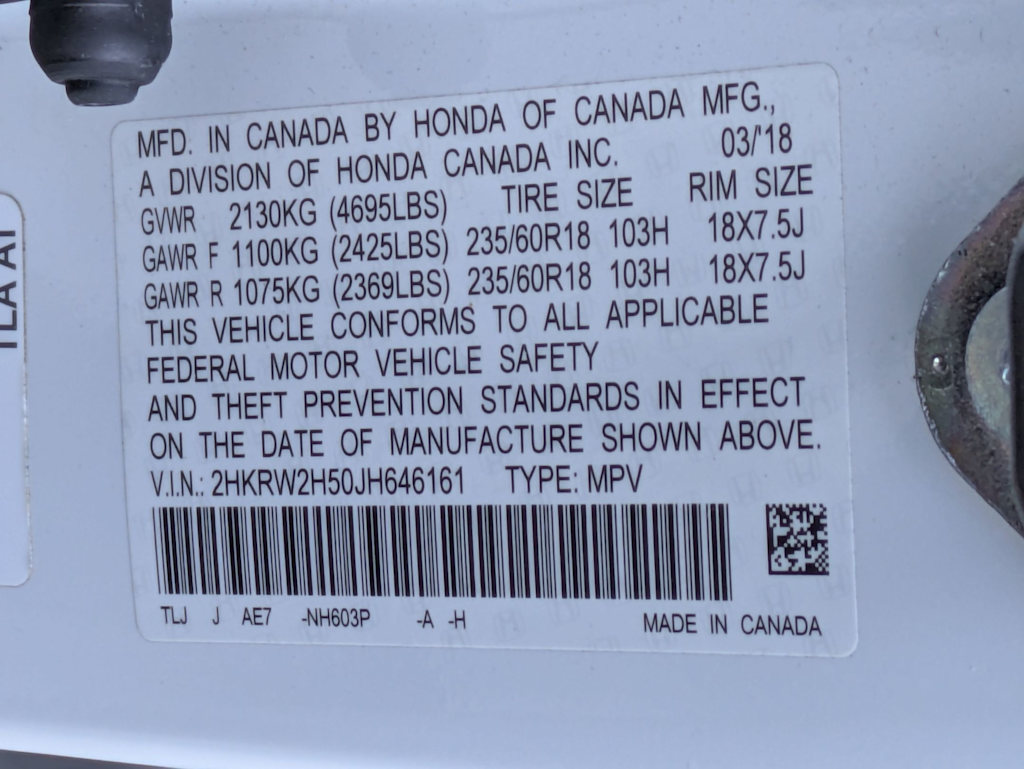 MFD. IN CANADA BY HONDA OF CANADA MFG.,
A DIVISION OF HONDA CANADA INC. 03/'18
GVWR 2130KG (4695LBS) TIRE SIZE RIM SIZE
GAWR F 1100KG (2425LBS) 235/60R18 103H 18X7.5J
GAWR R 1075KG (2369LBS) 235/60R18 103H 18X7.5J
THIS VEHICLE CONFORMS TO ALL APPLICABLE
FEDERAL MOTOR VEHICLE SAFETY
AND THEFT PREVENTION STANDARDS IN EFFECT
ON THE DATE OF MANUFACTURE SHOWN ABOVE.
V.I.N.: 2HKRW2H50JH646161 TYPE: MPV
TLJ J AE7 -NH603P -A -H MADE IN CANADA